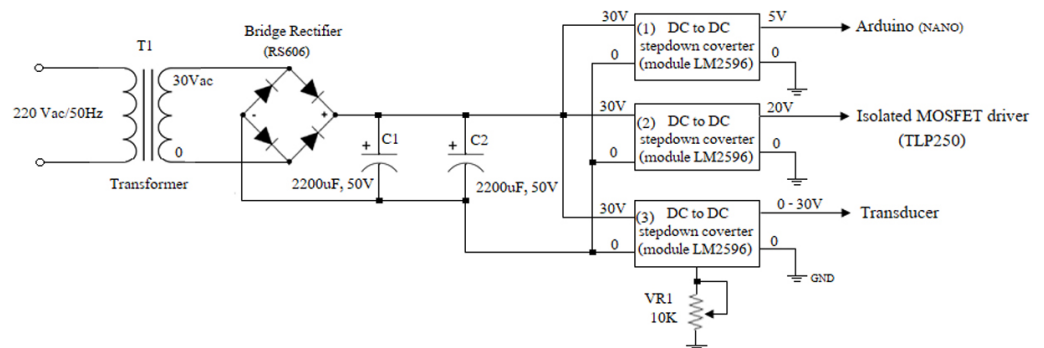 T1
220 Vac/50Hz
30Vac
0
Transformer
Bridge Rectifier
(RS606)
-
+
+
C1
2200uF, 50V
+
C2
2200uF, 50V
30V
0
(1) DC to DC
stepdown coverter
(module LM2596)
5V
0
Arduino (NANO)
30V
0
(2) DC to DC
stepdown coverter
(module LM2596)
20V
0
Isolated MOSFET driver
(TLP250)
30V
0
(3) DC to DC
stepdown coverter
(module LM2596)
0 - 30V
0
Transducer
GND
VR1
10K